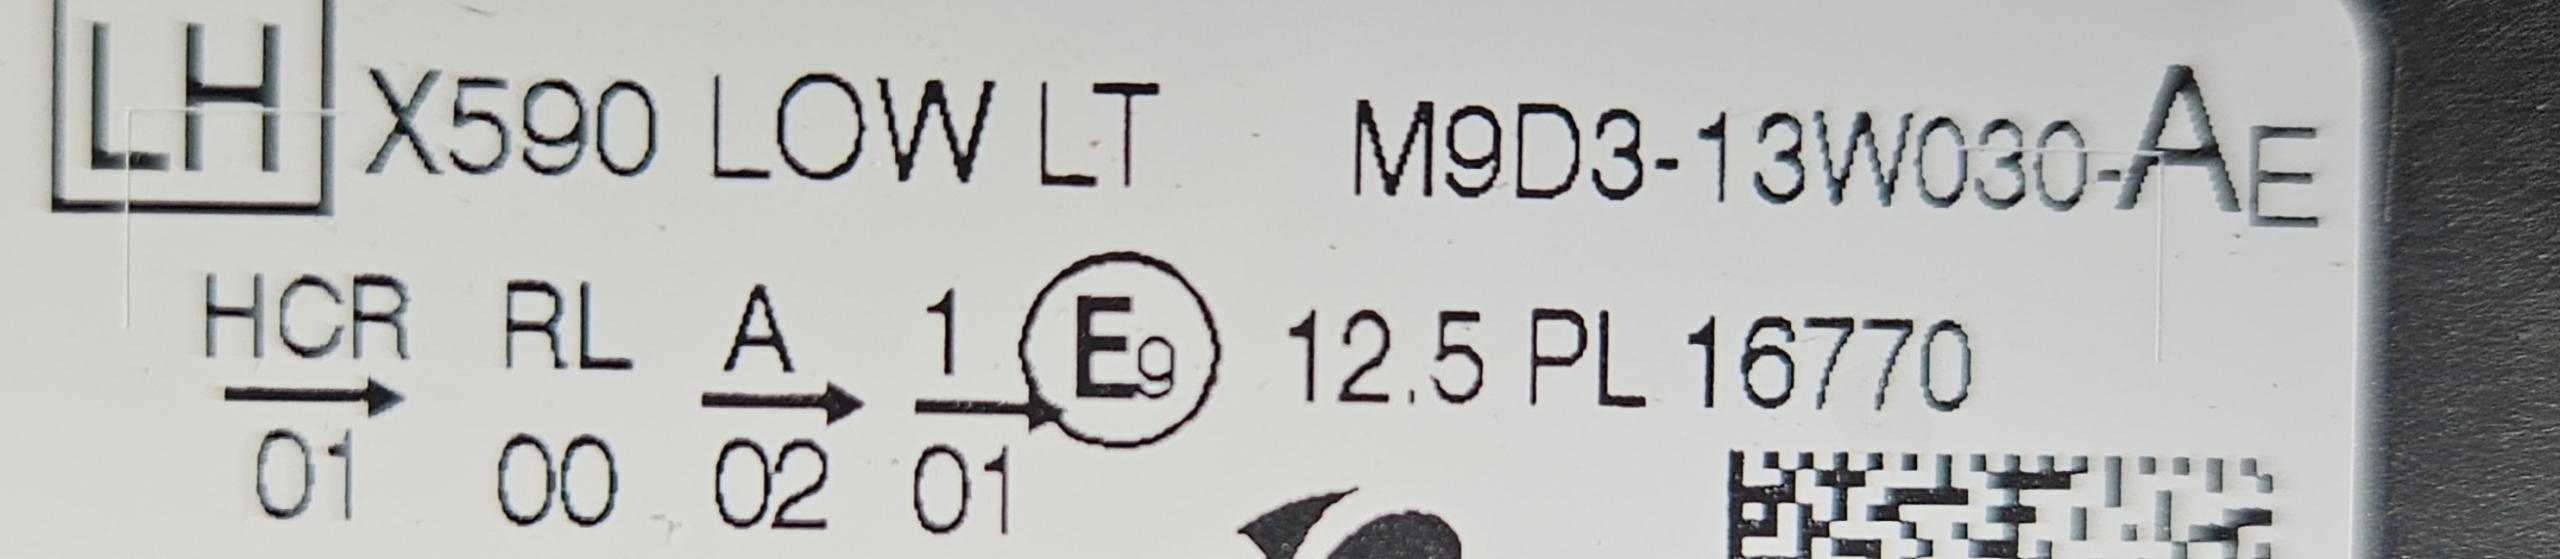 LH X590 LOW LT M9D3-13W030-AE
HCR RL A 1 E9 12.5 PL 16770
01 00 02 01